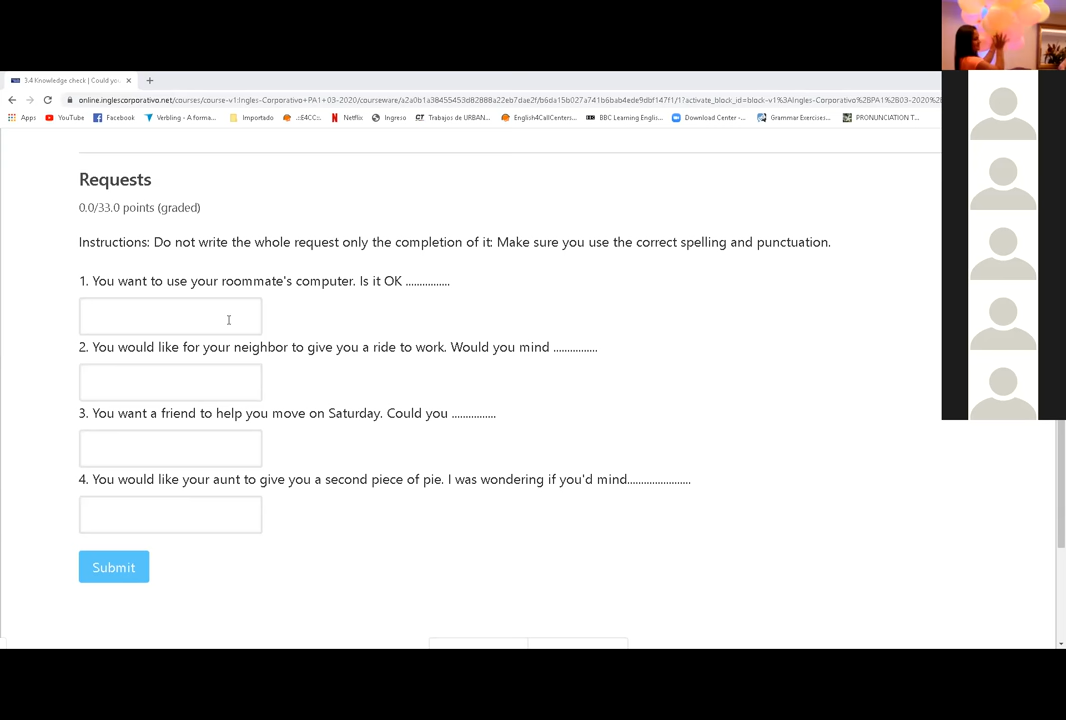 3.4 Knowledge check | Could yo
online.inglescorporativo.net/courses/course-v1:Ingles-Corporativo+PA1+03-2020/courseware/a2a0b1a38455453d82888a22eb7dae2f/b6da15b027a741b6bab4ede9dbf147f1/1?activate_block_id=block-v1%3AIngles-Corporativo%2BPA1%2B03-2020%2
Apps YouTube Facebook Verbling - A forma... Importado .::E4CC::. Netflix Ingreso Trabajos de URBAN... English4CallCenters... BBC Learning Englis... Download Center -... Grammar Exercises... PRONUNCIATION T...
Requests
0.0/33.0 points (graded)
Instructions: Do not write the whole request only the completion of it: Make sure you use the correct spelling and punctuation.
1. You want to use your roommate's computer. Is it OK ................
2. You would like for your neighbor to give you a ride to work. Would you mind ................
3. You want a friend to help you move on Saturday. Could you ................
4. You would like your aunt to give you a second piece of pie. I was wondering if you'd mind.......................
Submit